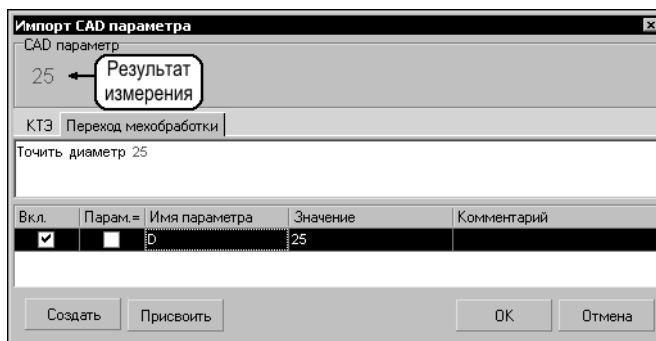 Импорт CAD параметра
CAD параметр
25
Результат
измерения
КТЭ Переход мехобработки
Точить диаметр 25
Вкл. Парам.= Имя параметра Значение Комментарий
D 25
Создать Присвоить OK Отмена